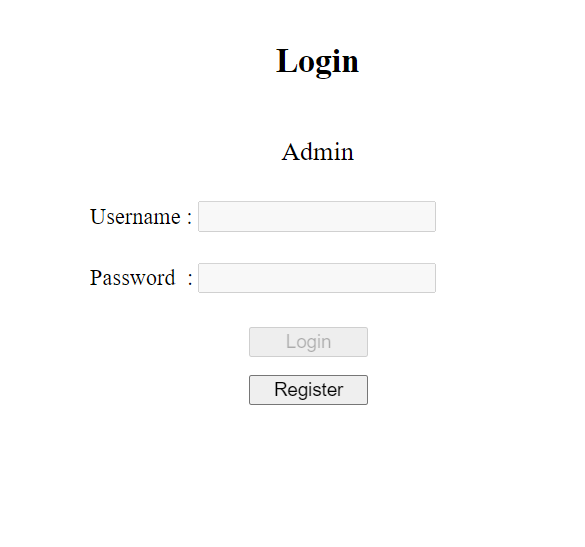 Login
Admin
Username :
Password :
Login
Register